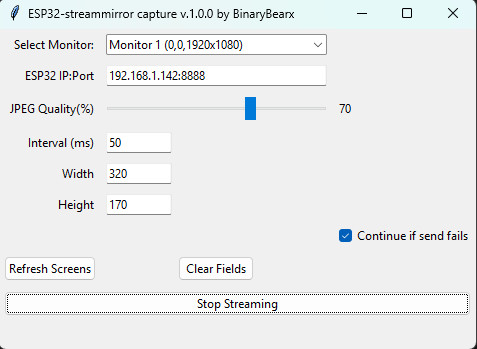 ESP32-streammirror capture v.1.0.0 by BinaryBearx
Select Monitor: Monitor 1 (0,0,1920x1080)
ESP32 IP:Port 192.168.1.142:8888
JPEG Quality(%) 70
Interval (ms) 50
Width 320
Height 170
Continue if send fails
Refresh Screens Clear Fields
Stop Streaming